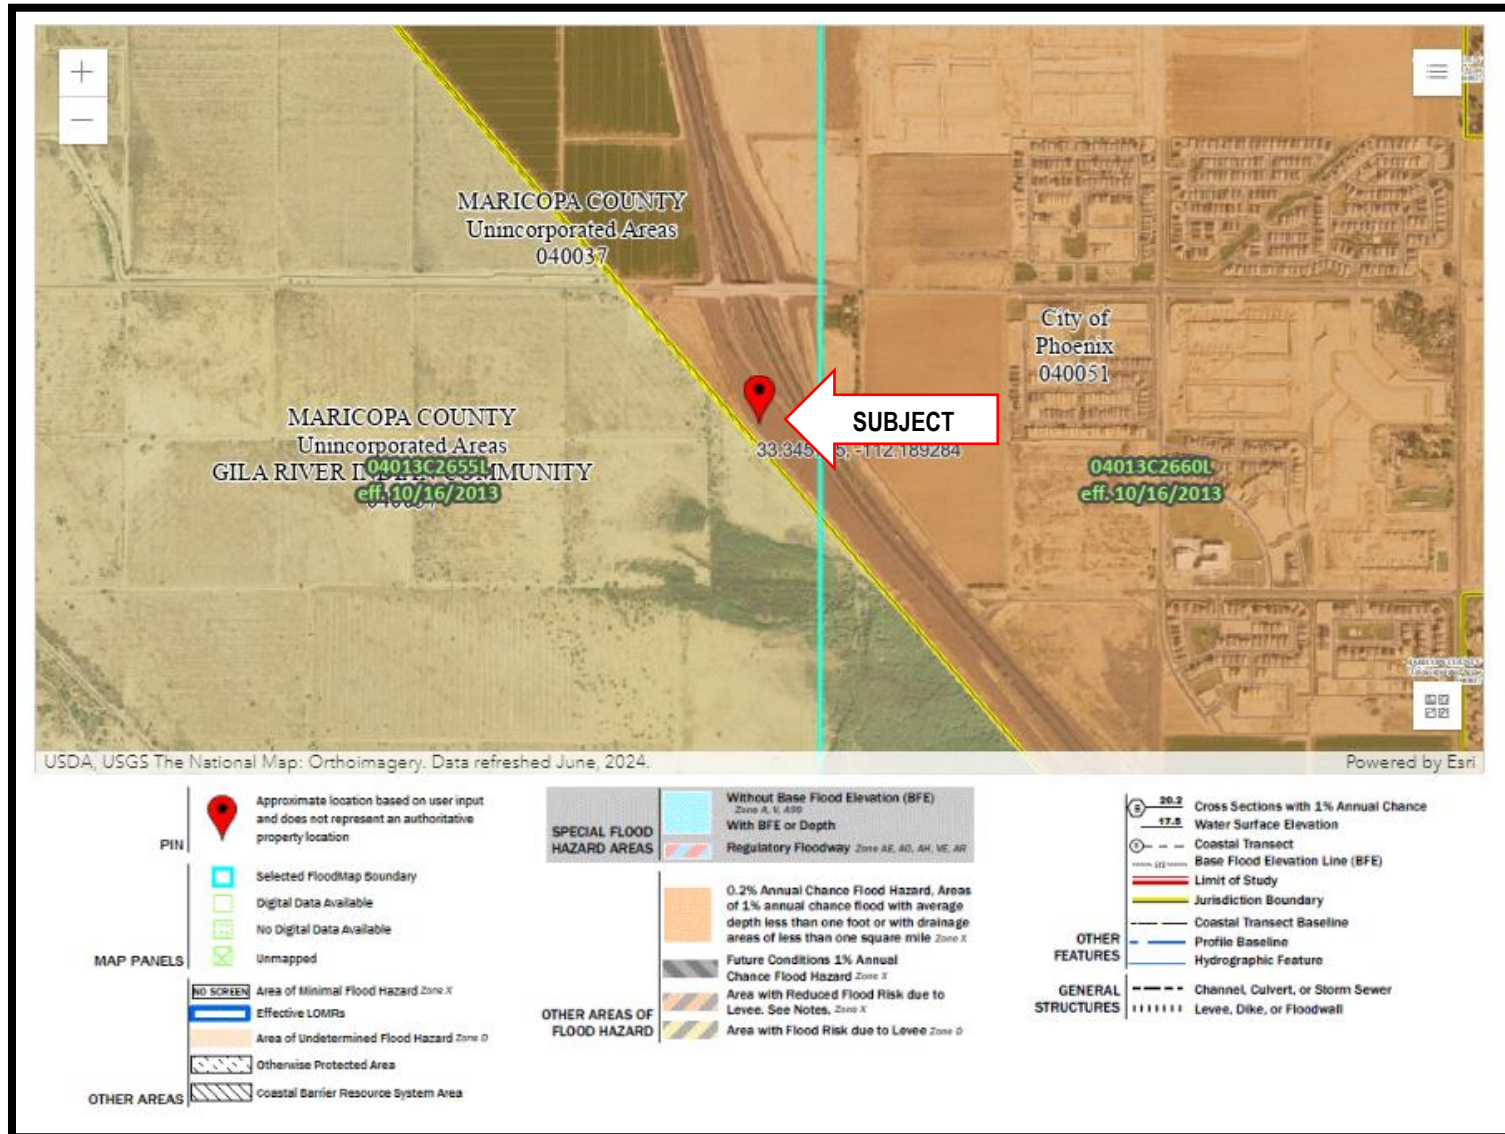 MARICOPA COUNTY
Unincorporated Areas
040037
City of
Phoenix
040051
SUBJECT
-112.189284
MARICOPA COUNTY
Unincorporated Areas
GILA RIVER INDIAN COMMUNITY
04013C2655L
eff. 10/16/2013
04013C2660L
eff. 10/16/2013
USDA, USGS The National Map: Orthoimagery. Data refreshed June, 2024.
Powered by Esri
PIN
Approximate location based on user input
and does not represent an authoritative
property location
MAP PANELS
Selected FloodMap Boundary
Digital Data Available
No Digital Data Available
Unmapped
OTHER AREAS
NO SCREEN Area of Minimal Flood Hazard Zone X
Effective LOMRs
Area of Undetermined Flood Hazard Zone D
Otherwise Protected Area
Coastal Barrier Resource System Area
SPECIAL FLOOD
HAZARD AREAS
Without Base Flood Elevation (BFE)
Zone A, V, A99
With BFE or Depth
Regulatory Floodway Zone AE, AO, AH, VE, AR
OTHER AREAS OF
FLOOD HAZARD
0.2% Annual Chance Flood Hazard, Areas
of 1% annual chance flood with average
depth less than one foot or with drainage
areas of less than one square mile Zone X
Future Conditions 1% Annual
Chance Flood Hazard Zone X
Area with Reduced Flood Risk due to
Levee. See Notes. Zone X
Area with Flood Risk due to Levee Zone D
OTHER
FEATURES
20.2 Cross Sections with 1% Annual Chance
17.5 Water Surface Elevation
Coastal Transect
Base Flood Elevation Line (BFE)
Limit of Study
Jurisdiction Boundary
Coastal Transect Baseline
Profile Baseline
Hydrographic Feature
GENERAL
STRUCTURES
Channel, Culvert, or Storm Sewer
Levee, Dike, or Floodwall